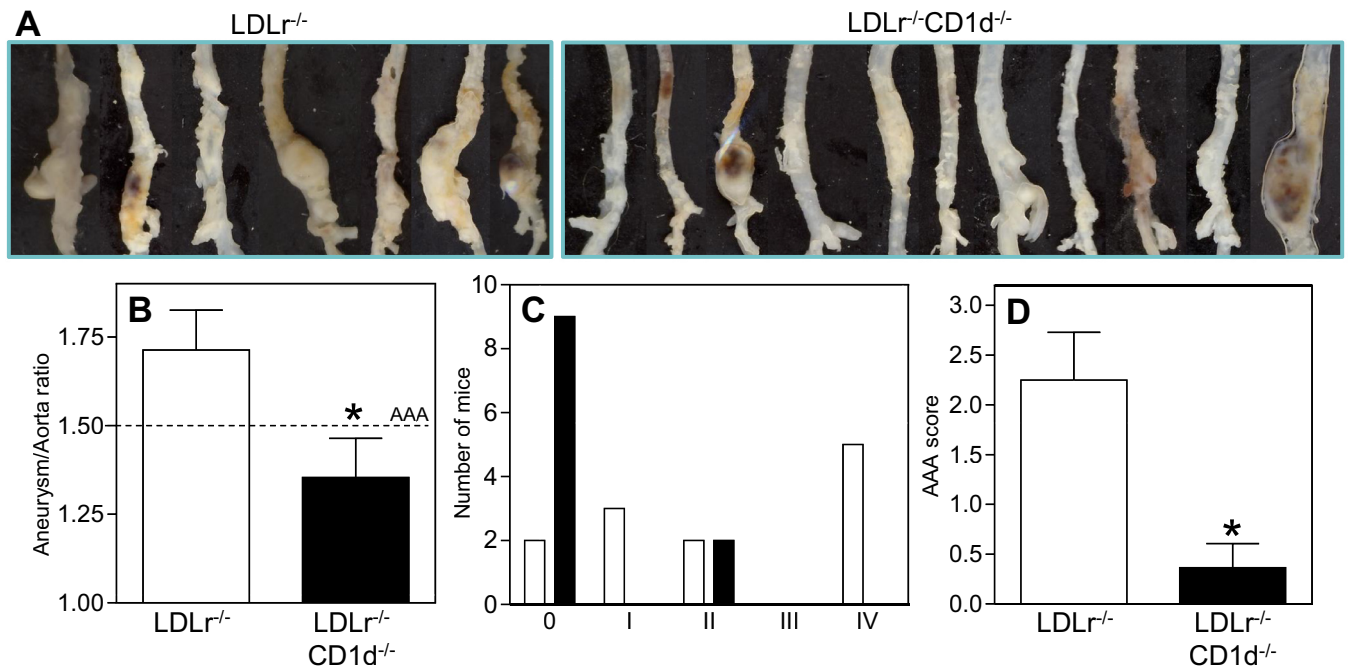 A
LDLr-/-
LDLr-/-CD1d-/-
B
Aneurysm/Aorta ratio
1.75
1.50
1.25
1.00
*
AAA
LDLr-/-
LDLr-/-
CD1d-/-
C
Number of mice
10
8
6
4
2
0
0 I II III IV
D
AAA score
3.0
2.5
2.0
1.5
1.0
0.5
0.0
*
LDLr-/-
LDLr-/-
CD1d-/-